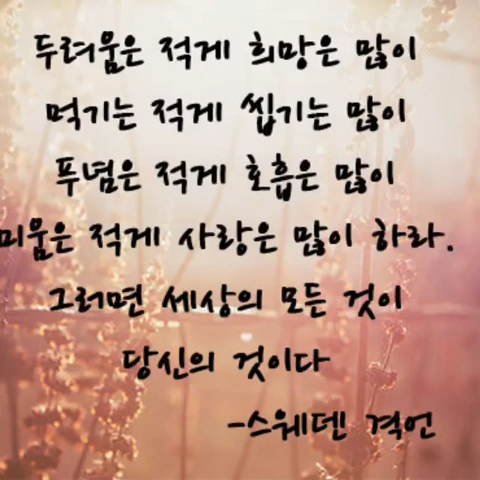 두려움은 적게 희망은 많이
먹기는 적게 씹기는 많이
푸념은 적게 호흡은 많이
미움은 적게 사랑은 많이 하라.
그러면 세상의 모든 것이
당신의 것이다
-스웨덴 격언